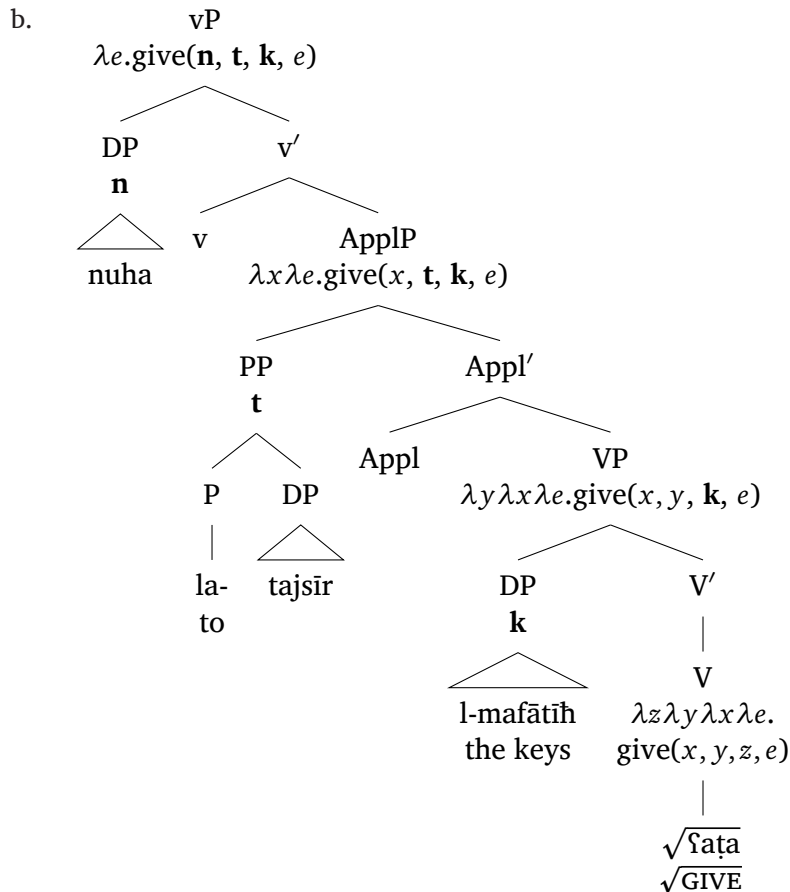 b.
vP
λe.give(n, t, k, e)
DP v′
n
v ApplP
nuha λxλe.give(x, t, k, e)
PP Appl′
t
Appl VP
P DP λyλxλe.give(x, y, k, e)
la- tajsīr DP V′
to k
V
l-mafātīħ λzλyλxλe.
the keys give(x, y, z, e)
√ʕaṭa
√GIVE